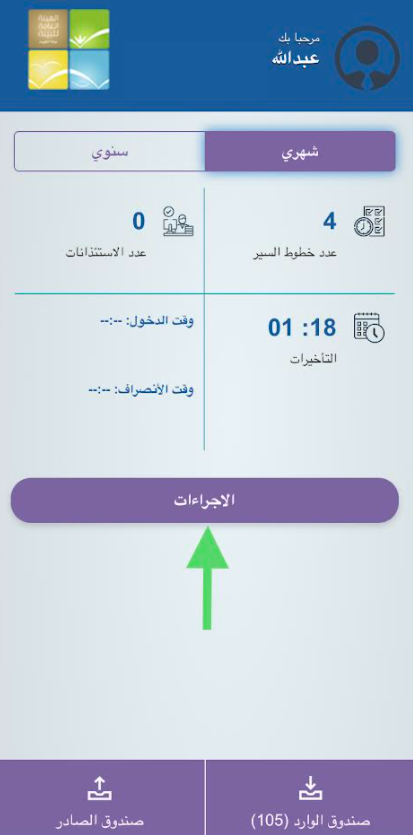 الهيئة
العامة
للبيئة
مرحبا بك
عبدالله
شهري
سنوي
4
عدد خطوط السير
0
عدد الاستئذانات
01 :18
التأخيرات
وقت الدخول: --:--
وقت الأنصراف: --:--
الاجراءات
صندوق الوارد (105)
صندوق الصادر